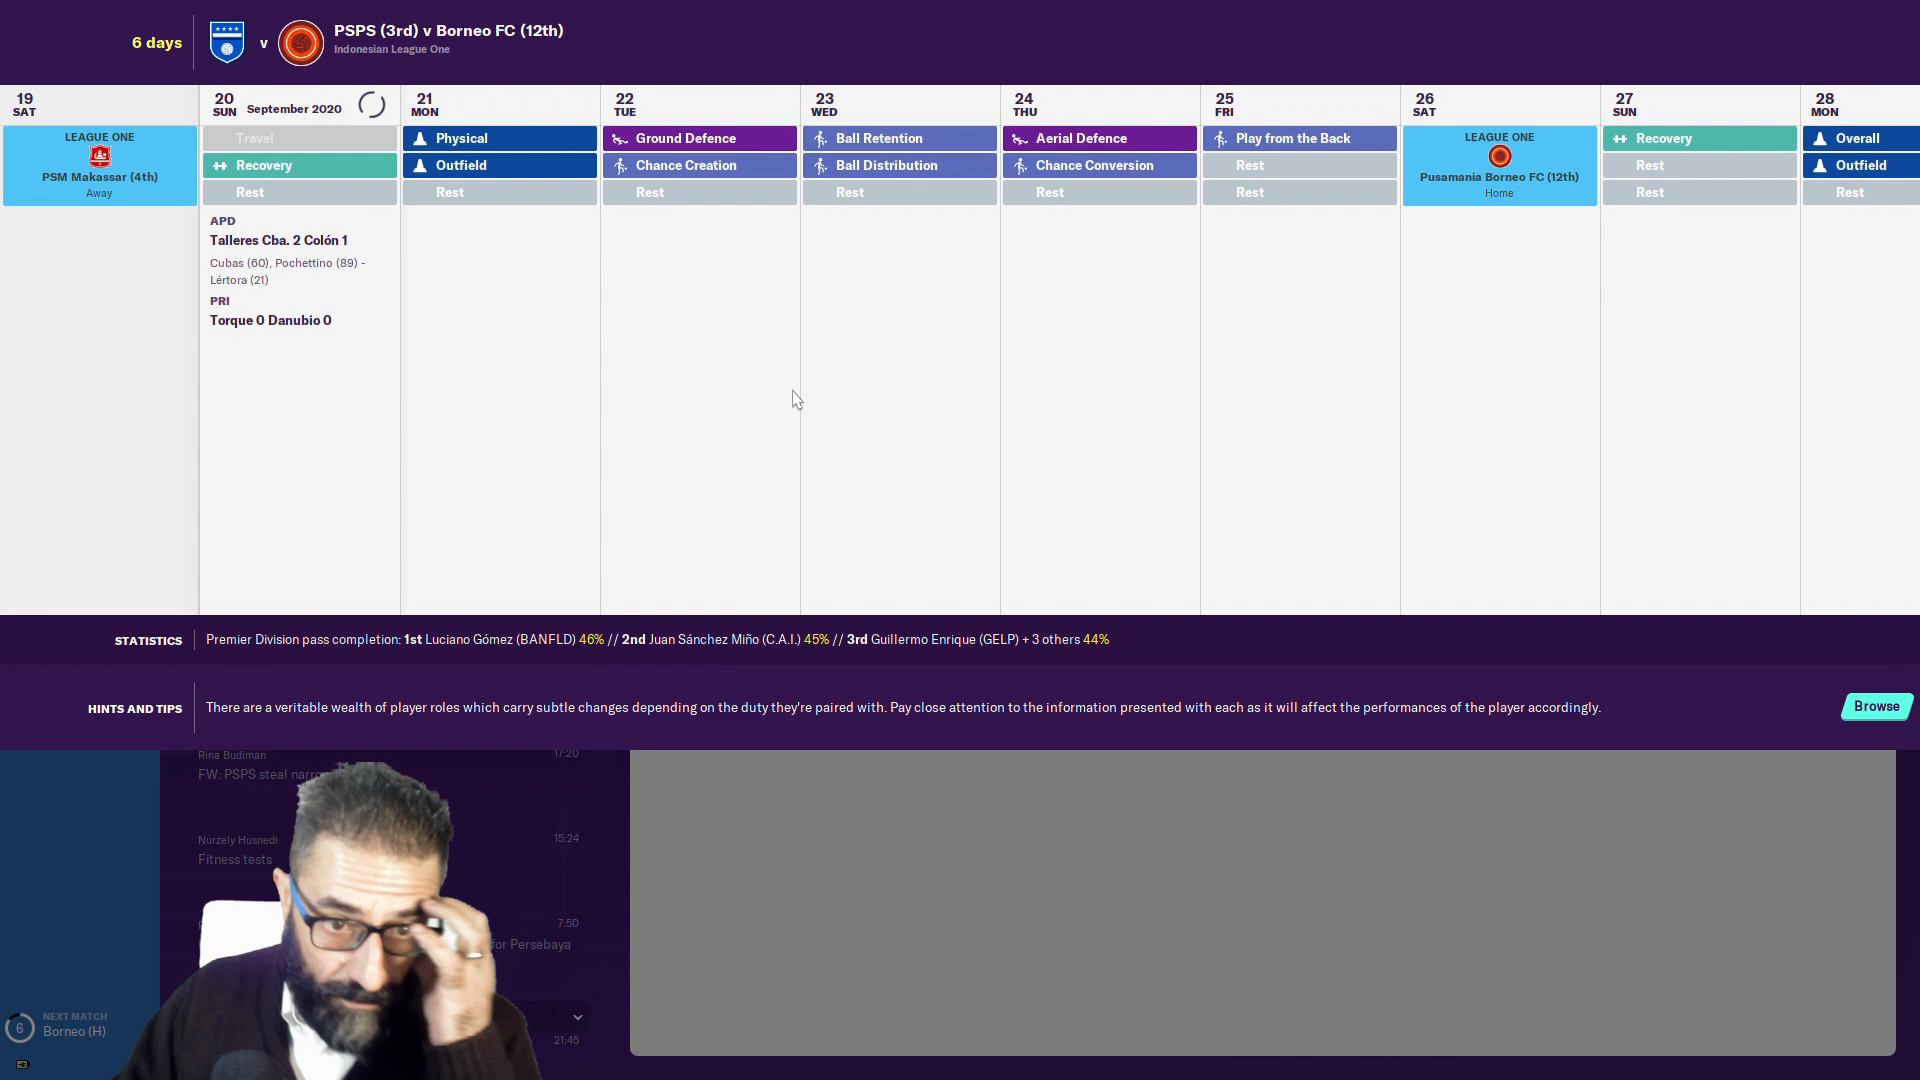 6 days
v
PSPS (3rd) v Borneo FC (12th)
Indonesian League One
19
SAT
20
SUN
September 2020
21
MON
22
TUE
23
WED
24
THU
25
FRI
26
SAT
27
SUN
28
MON
LEAGUE ONE
PSM Makassar (4th)
Away
Travel
Recovery
Rest
Physical
Outfield
Rest
Ground Defence
Chance Creation
Rest
Ball Retention
Ball Distribution
Rest
Aerial Defence
Chance Conversion
Rest
Play from the Back
Rest
Rest
LEAGUE ONE
Pusamania Borneo FC (12th)
Home
Recovery
Rest
Rest
Overall
Outfield
Rest
APD
Talleres Cba. 2 Colón 1
Cubas (60), Pochettino (89) -
Lértora (21)
PRI
Torque 0 Danubio 0
STATISTICS
Premier Division pass completion: 1st Luciano Gómez (BANFLD) 46% // 2nd Juan Sánchez Miño (C.A.I.) 45% // 3rd Guillermo Enrique (GELP) + 3 others 44%
HINTS AND TIPS
There are a veritable wealth of player roles which carry subtle changes depending on the duty they're paired with. Pay close attention to the information presented with each as it will affect the performances of the player accordingly.
Browse
Rina Budiman
17:20
FW: PSPS steal
Nurzely Husnedi
15:24
Fitness tests
7:50
for Persebaya
6
NEXT MATCH
Borneo (H)
21:45